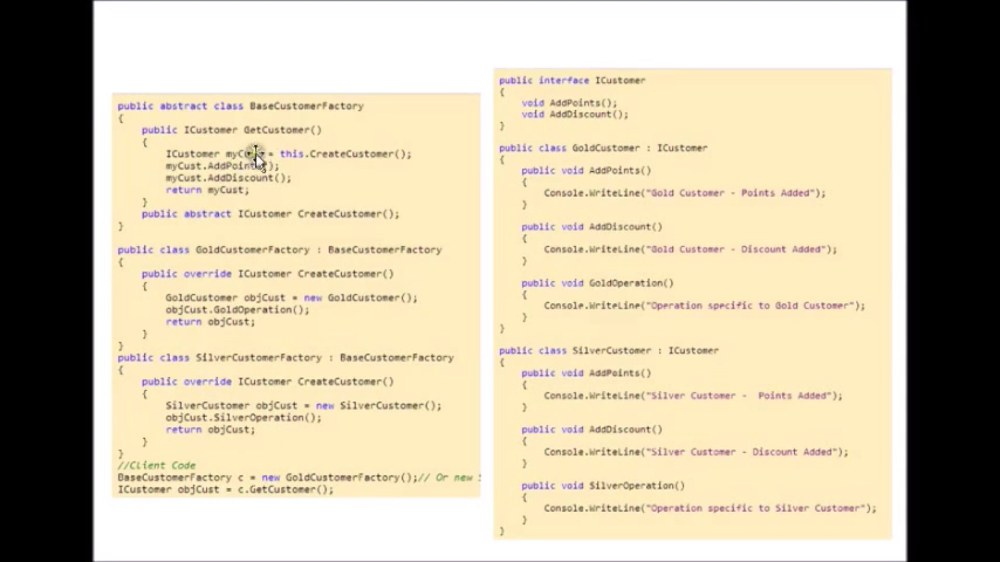 public abstract class BaseCustomerFactory
{
    public ICustomer GetCustomer()
    {
        ICustomer = this.CreateCustomer();
        myCust.AddPoints();
        myCust.AddDiscount();
        return myCust;
    }
    public abstract ICustomer CreateCustomer();
}
public class GoldCustomerFactory : BaseCustomerFactory
{
    public override ICustomer CreateCustomer()
    {
        GoldCustomer objCust = new GoldCustomer();
        objCust.GoldOperation();
        return objCust;
    }
}
public class SilverCustomerFactory : BaseCustomerFactory
{
    public override ICustomer CreateCustomer()
    {
        SilverCustomer objCust = new SilverCustomer();
        objCust.SilverOperation();
        return objCust;
    }
}
//Client Code
BaseCustomerFactory c = new GoldCustomerFactory();// Or new
ICustomer objCust = c.GetCustomer();
public interface ICustomer
{
    void AddPoints();
    void AddDiscount();
}
public class GoldCustomer : ICustomer
{
    public void AddPoints()
    {
        Console.WriteLine("Gold Customer - Points Added");
    }
    public void AddDiscount()
    {
        Console.WriteLine("Gold Customer - Discount Added");
    }
    public void GoldOperation()
    {
        Console.WriteLine("Operation specific to Gold Customer");
    }
}
public class SilverCustomer : ICustomer
{
    public void AddPoints()
    {
        Console.WriteLine("Silver Customer -  Points Added");
    }
    public void AddDiscount()
    {
        Console.WriteLine("Silver Customer - Discount Added");
    }
    public void SilverOperation()
    {
        Console.WriteLine("Operation specific to Silver Customer");
    }
}